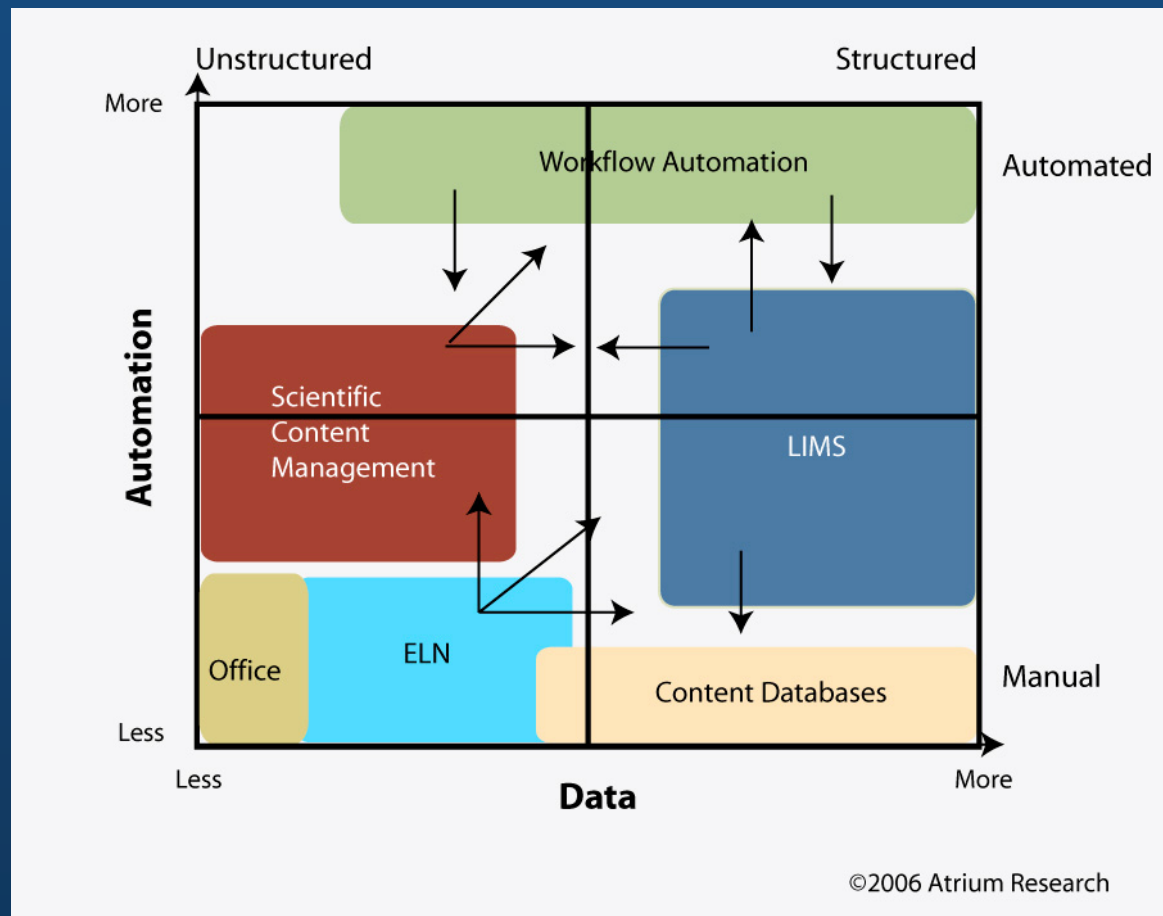 Unstructured
Structured
More
Workflow Automation
Automated
Automation
Scientific
Content
Management
LIMS
Office
ELN
Content Databases
Manual
Less
Less
Data
More
©2006 Atrium Research